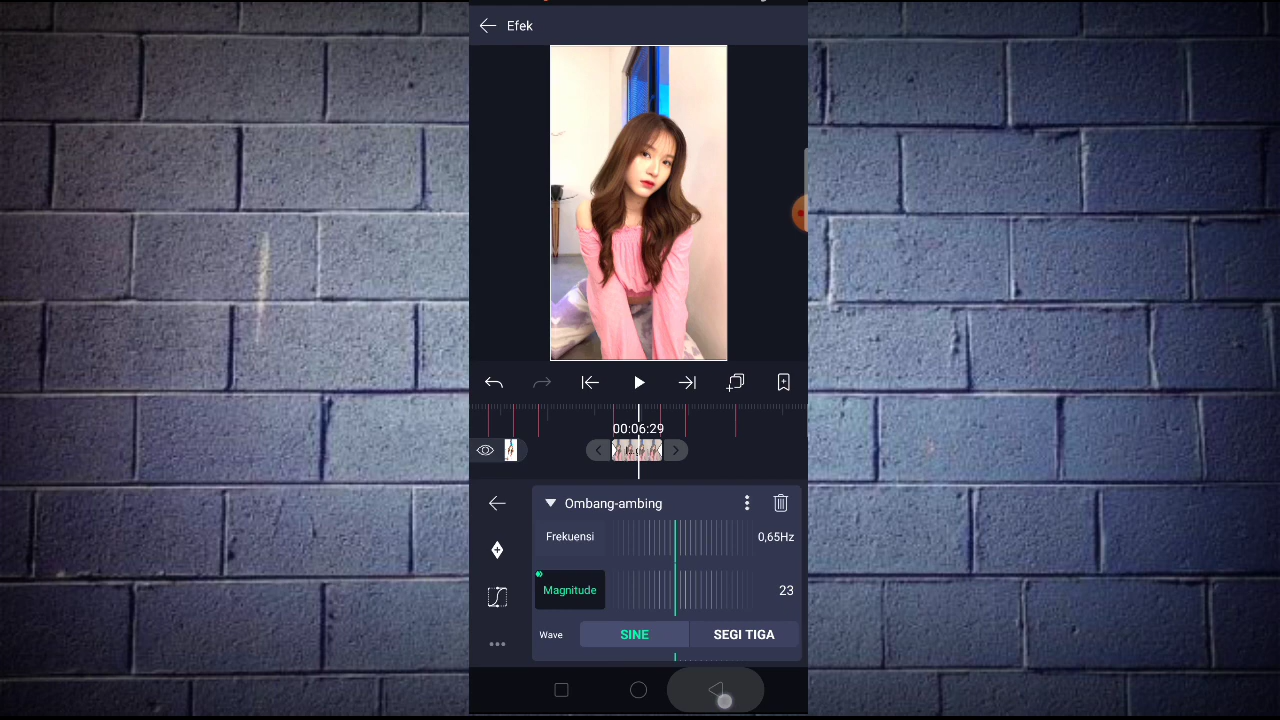 Efek
00:06:29
Ombang-ambing
Frekuensi
0,65Hz
Magnitude
23
Wave
SINE
SEGI TIGA